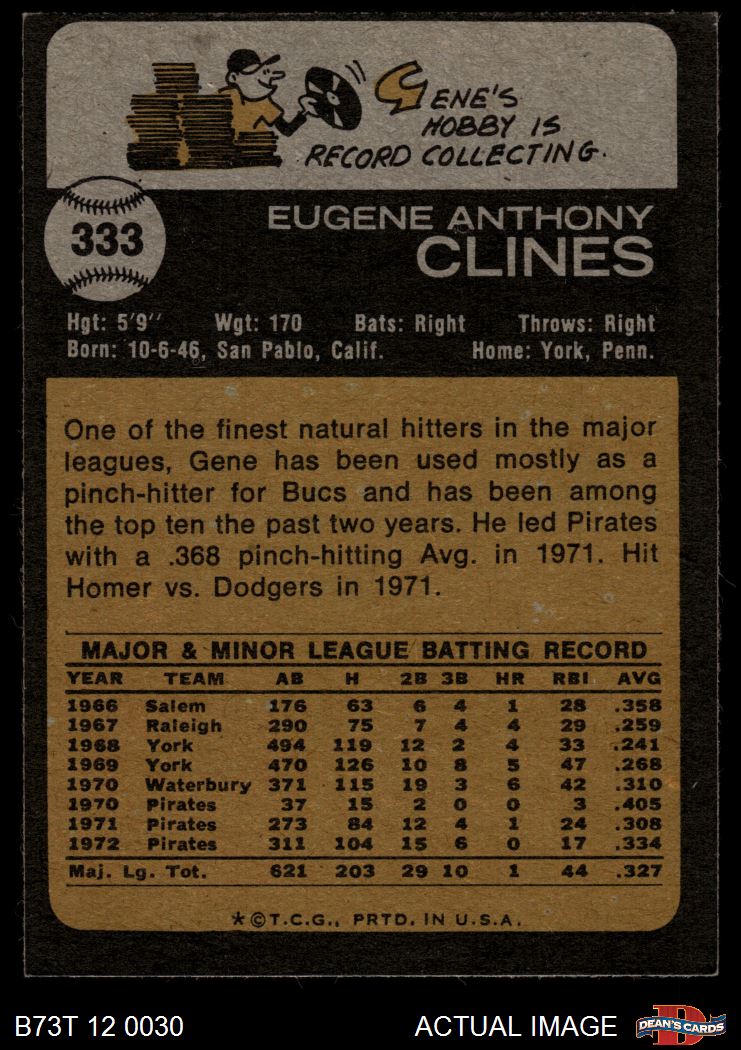 GENE'S
HOBBY IS
RECORD COLLECTING.
333
EUGENE ANTHONY
CLINES
Hgt: 5'9" Wgt: 170 Bats: Right Throws: Right
Born: 10-6-46, San Pablo, Calif. Home: York, Penn.
One of the finest natural hitters in the major
leagues, Gene has been used mostly as a
pinch-hitter for Bucs and has been among
the top ten the past two years. He led Pirates
with a .368 pinch-hitting Avg. in 1971. Hit
Homer vs. Dodgers in 1971.
MAJOR & MINOR LEAGUE BATTING RECORD
YEAR TEAM AB H 2B 3B HR RBI AVG
1966 Salem 176 63 6 4 1 28 .358
1967 Raleigh 290 75 7 4 4 29 .259
1968 York 494 119 12 2 4 33 .241
1969 York 470 126 10 8 5 47 .268
1970 Waterbury 371 115 19 3 6 42 .310
1970 Pirates 37 15 2 0 0 3 .405
1971 Pirates 273 84 12 4 1 24 .308
1972 Pirates 311 104 15 6 0 17 .334
Maj. Lg. Tot. 621 203 29 10 1 44 .327
*©T.C.G., PRTD. IN U.S.A.
B73T 12 0030 ACTUAL IMAGE DEAN'S CARDS